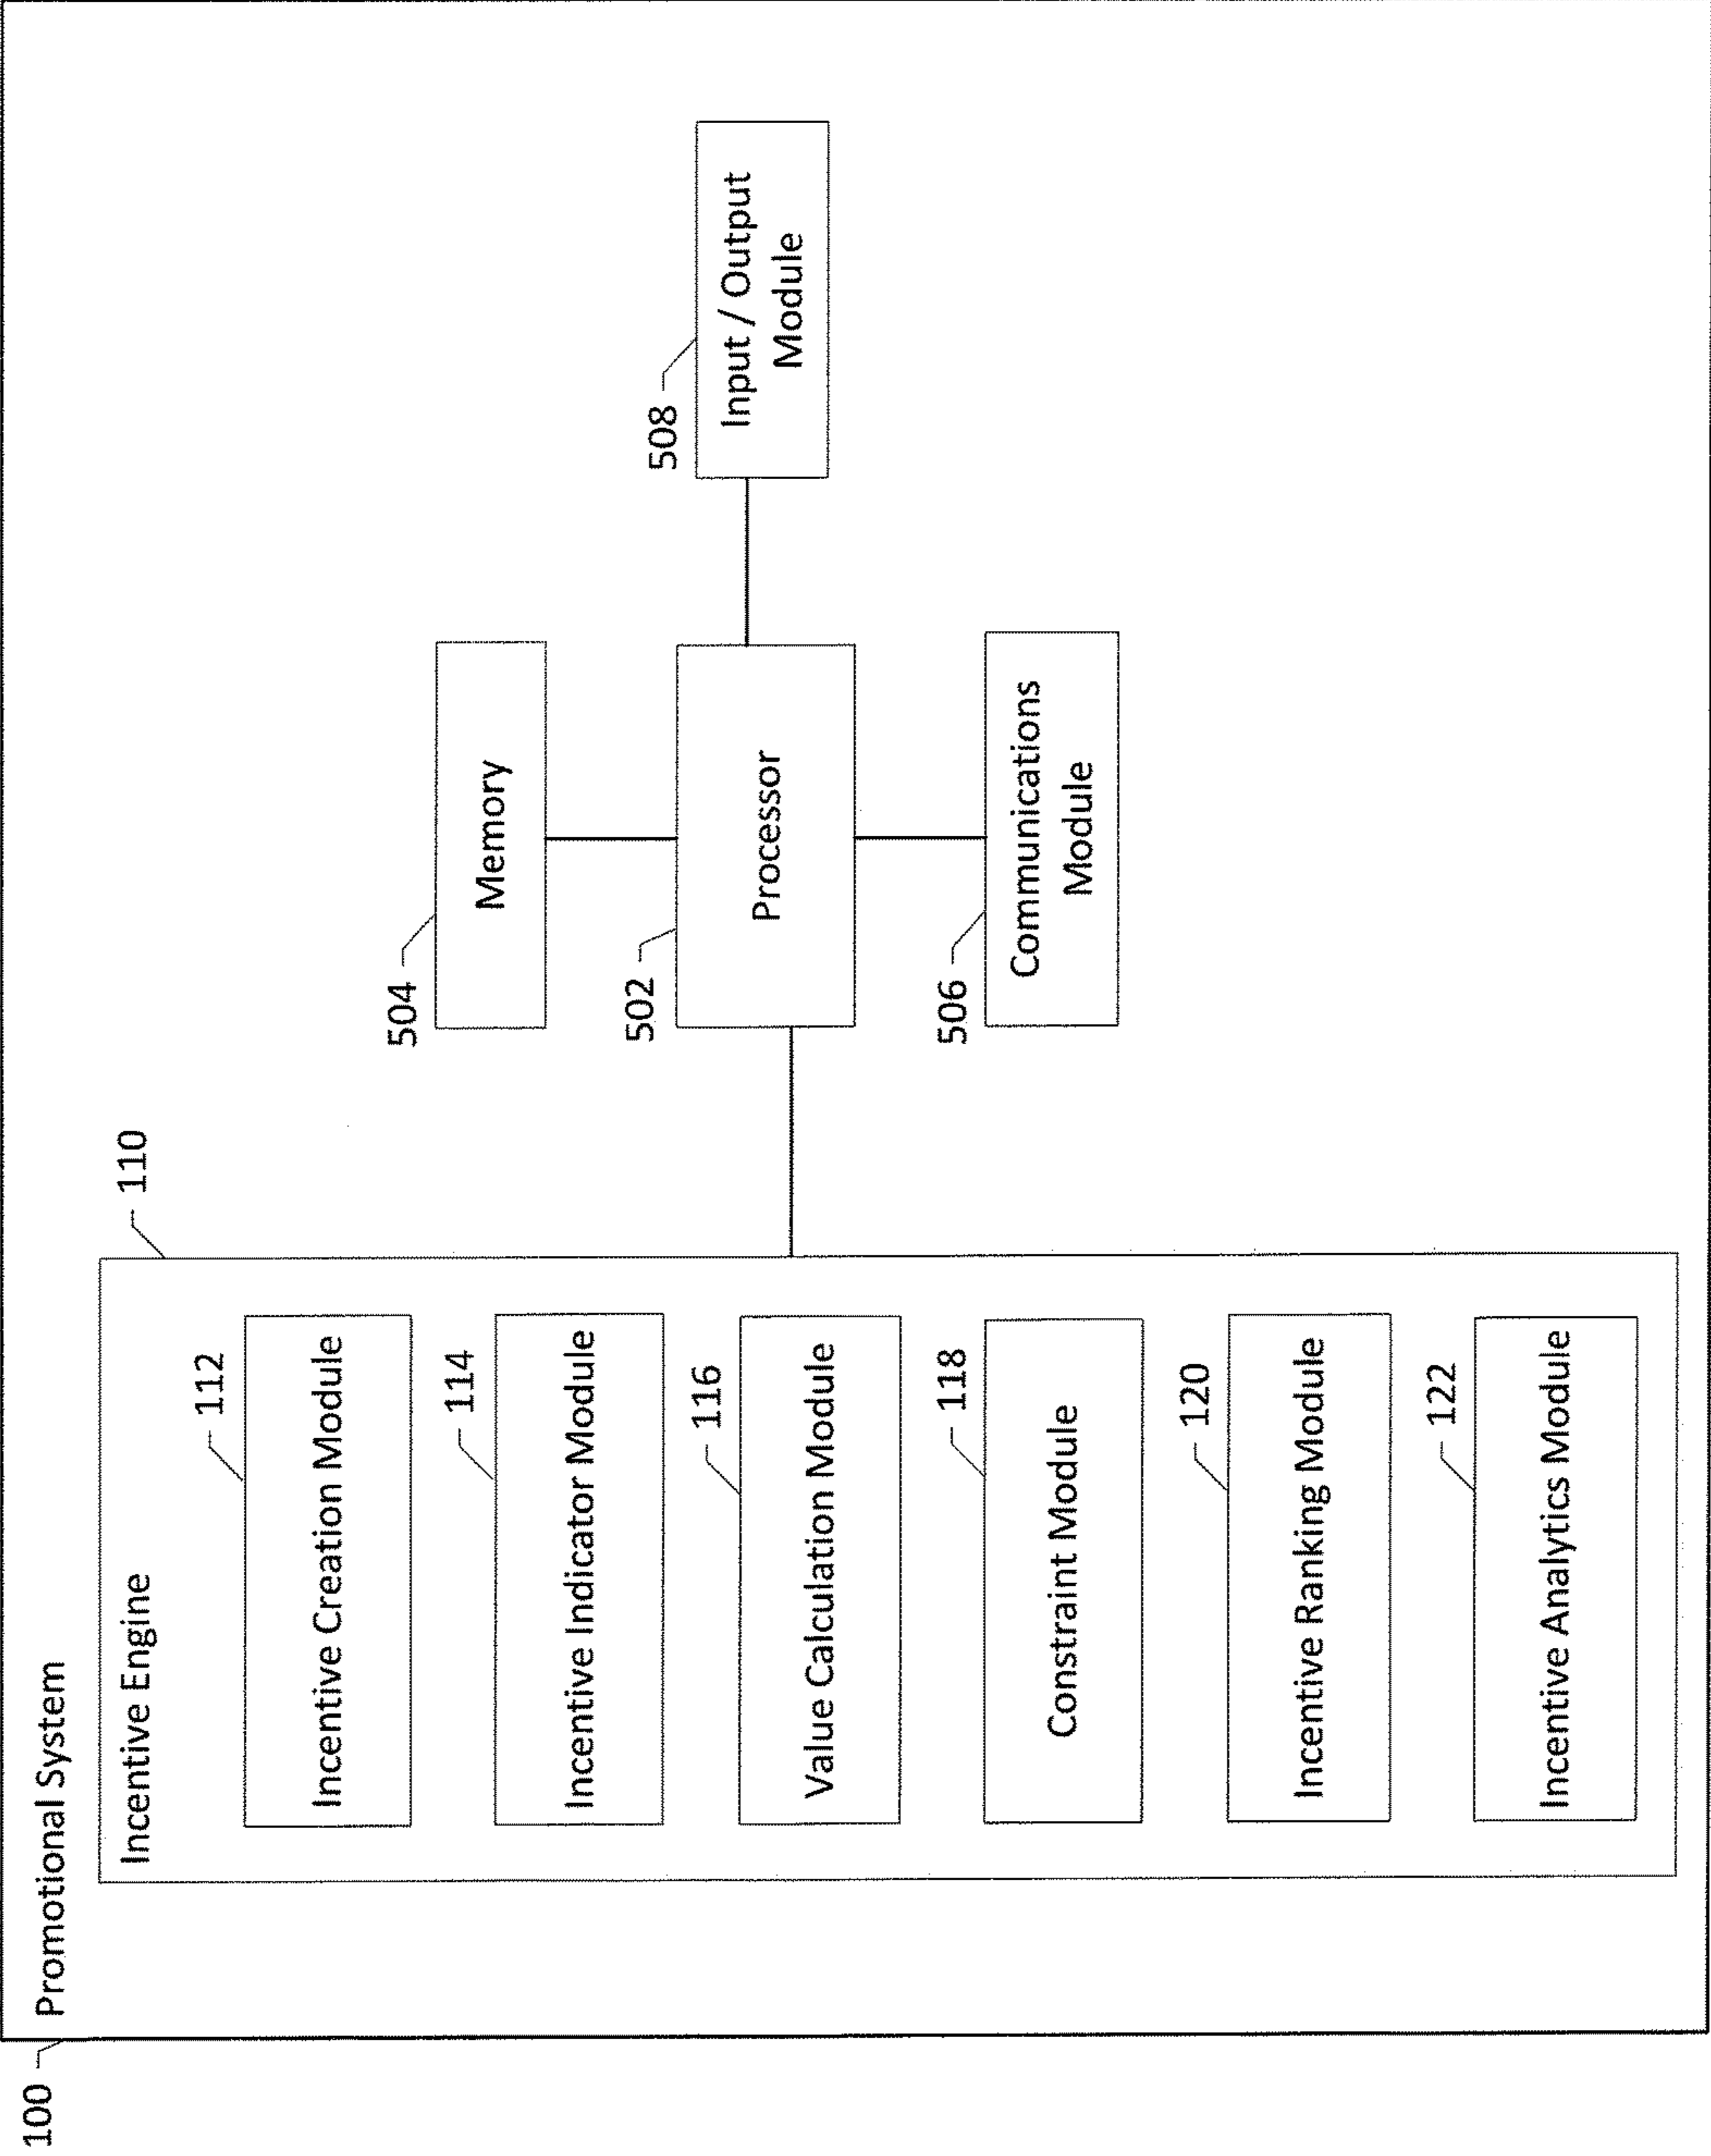 100
Promotional System
Incentive Engine
110
112
Incentive Creation Module
114
Incentive Indicator Module
116
Value Calculation Module
118
Constraint Module
120
Incentive Ranking Module
122
Incentive Analytics Module
504
Memory
502
Processor
506
Communications
Module
508
Input / Output
Module